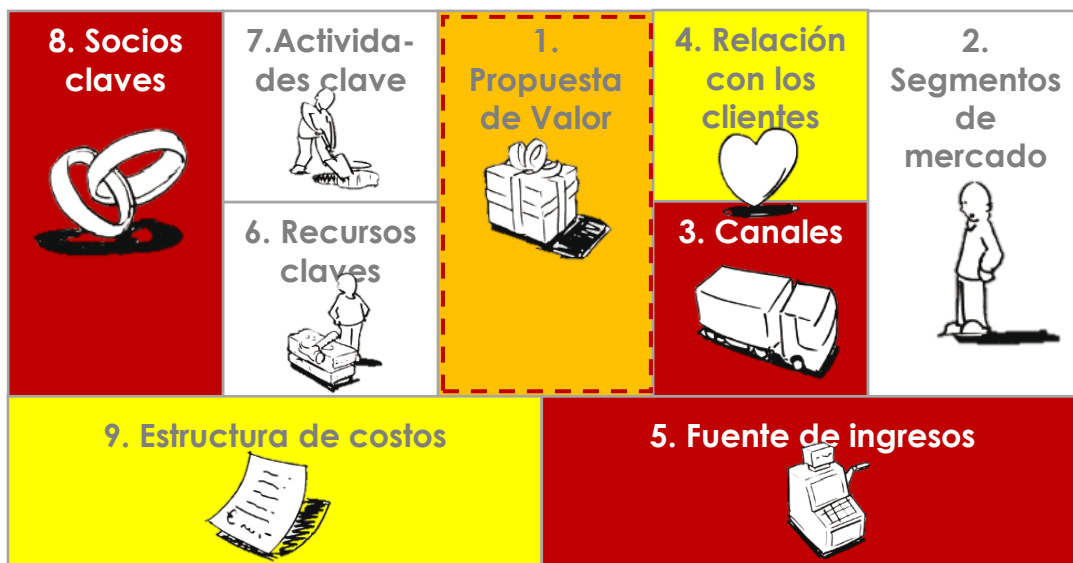 8. Socios
claves
7.Activida-
des clave
1.
Propuesta
de Valor
4. Relación
con los
clientes
2.
Segmentos
de
mercado
6. Recursos
claves
3. Canales
9. Estructura de costos
5. Fuente de ingresos